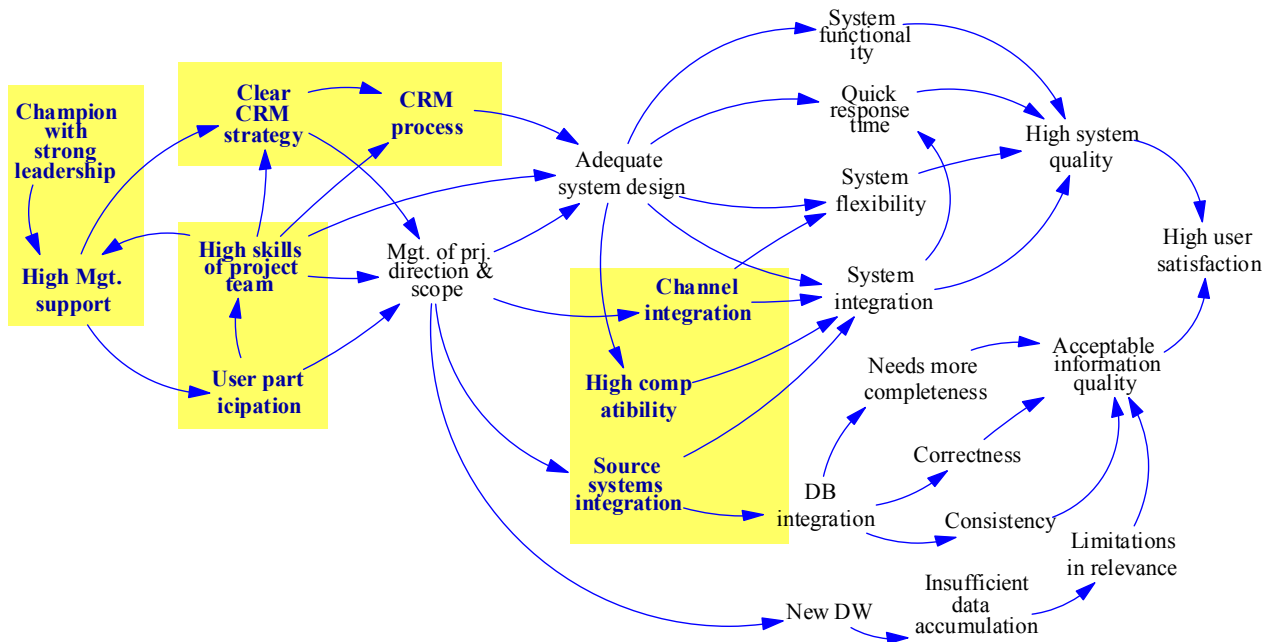 Champion
with
strong
leadership
High Mgt.
support
Clear
CRM
strategy
CRM
process
High skills
of project
team
User part
icipation
Mgt. of prj.
direction &
scope
Adequate
system design
Channel
integration
High comp
atibility
Source
systems
integration
System
functional
ity
Quick
response
time
System
flexibility
System
integration
Needs more
completeness
Correctness
DB
integration
Consistency
New DW
Insufficient
data
accumulation
Limitations
in relevance
High system
quality
Acceptable
information
quality
High user
satisfaction